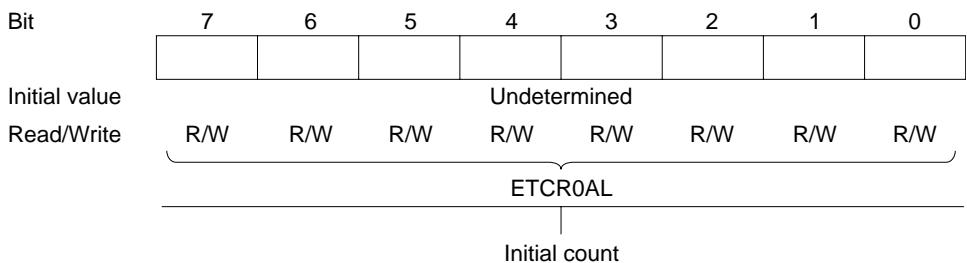 Bit 7 6 5 4 3 2 1 0
Initial value Undetermined
Read/Write R/W R/W R/W R/W R/W R/W R/W R/W
ETCR0AL
Initial count